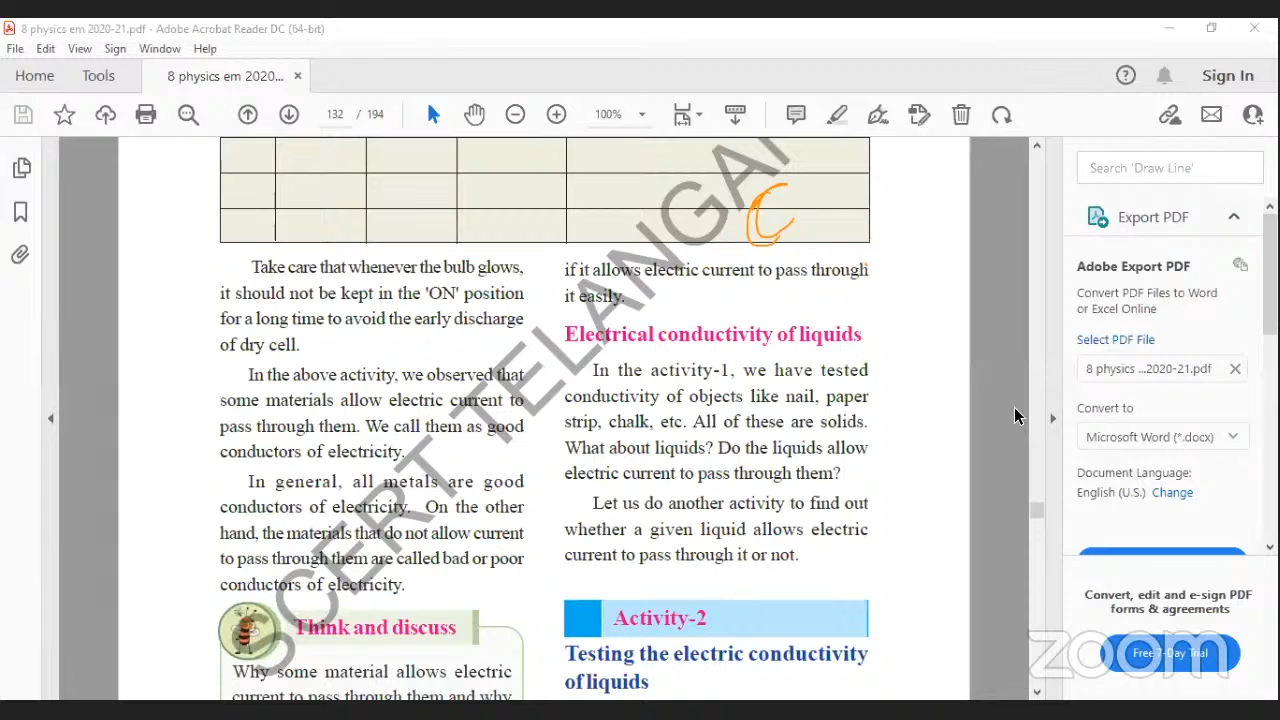 8 physics em 2020-21.pdf - Adobe Acrobat Reader DC (64-bit)
File Edit View Sign Window Help
Home Tools 8 physics em 2020... × Sign In
132 / 194 100%
C
Take care that whenever the bulb glows,
it should not be kept in the 'ON' position
for a long time to avoid the early discharge
of dry cell.
In the above activity, we observed that
some materials allow electric current to
pass through them. We call them as good
conductors of electricity.
In general, all metals are good
conductors of electricity. On the other
hand, the materials that do not allow current
to pass through them are called bad or poor
conductors of electricity.
Think and discuss
Why some material allows electric
current to pass through them and why
if it allows electric current to pass through
it easily.
Electrical conductivity of liquids
In the activity-1, we have tested
conductivity of objects like nail, paper
strip, chalk, etc. All of these are solids.
What about liquids? Do the liquids allow
electric current to pass through them?
Let us do another activity to find out
whether a given liquid allows electric
current to pass through it or not.
Activity-2
Testing the electric conductivity
of liquids
SCERT TELANGAN
Search 'Draw Line'
Export PDF
Adobe Export PDF
Convert PDF Files to Word
or Excel Online
Select PDF File
8 physics ...2020-21.pdf
Convert to
Microsoft Word (*.docx)
Document Language:
English (U.S.) Change
Convert, edit and e-sign PDF
forms & agreements
Free 7-Day Trial
zoom